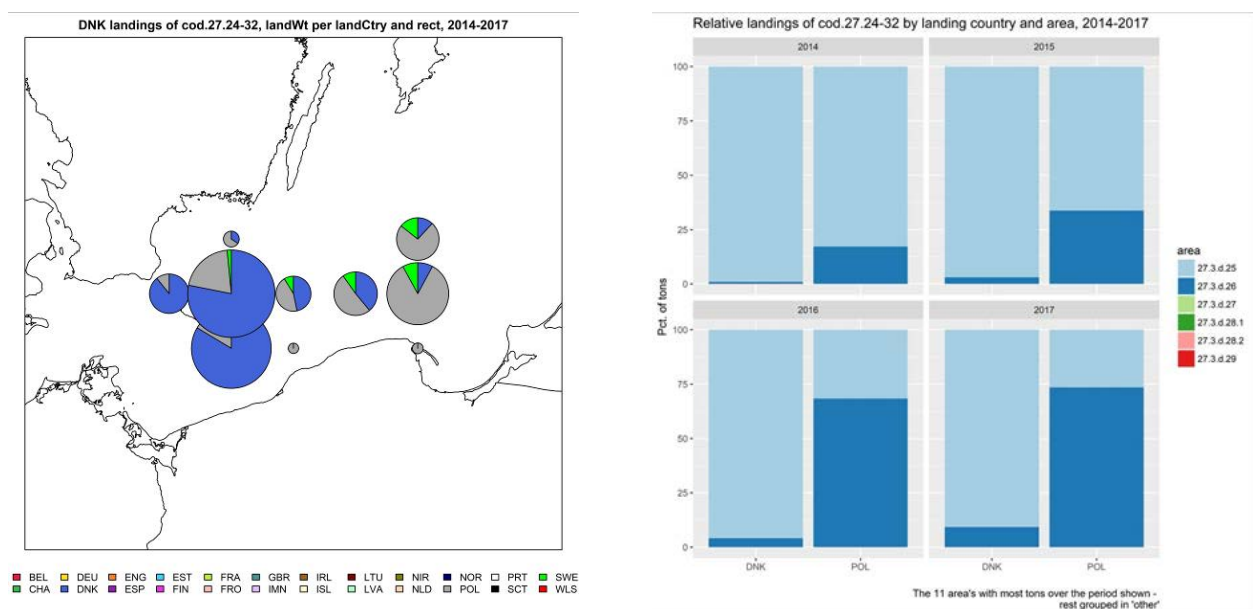 DNK landings of cod.27.24-32, landWt per landCtry and rect, 2014-2017
BEL DEU ENG EST FRA GBR IRL LTU NIR NOR PRT SWE
CHA DNK ESP FIN FRO IMN ISL LVA NLD POL SCT WLS
Relative landings of cod.27.24-32 by landing country and area, 2014-2017
2014 2015
100
75
50
25
0
Pct. of tons
2016 2017
100
75
50
25
0
DNK POL DNK POL
area
27.3.d.25
27.3.d.26
27.3.d.27
27.3.d.28.1
27.3.d.28.2
27.3.d.29
The 11 area's with most tons over the period shown -
rest grouped in 'other'